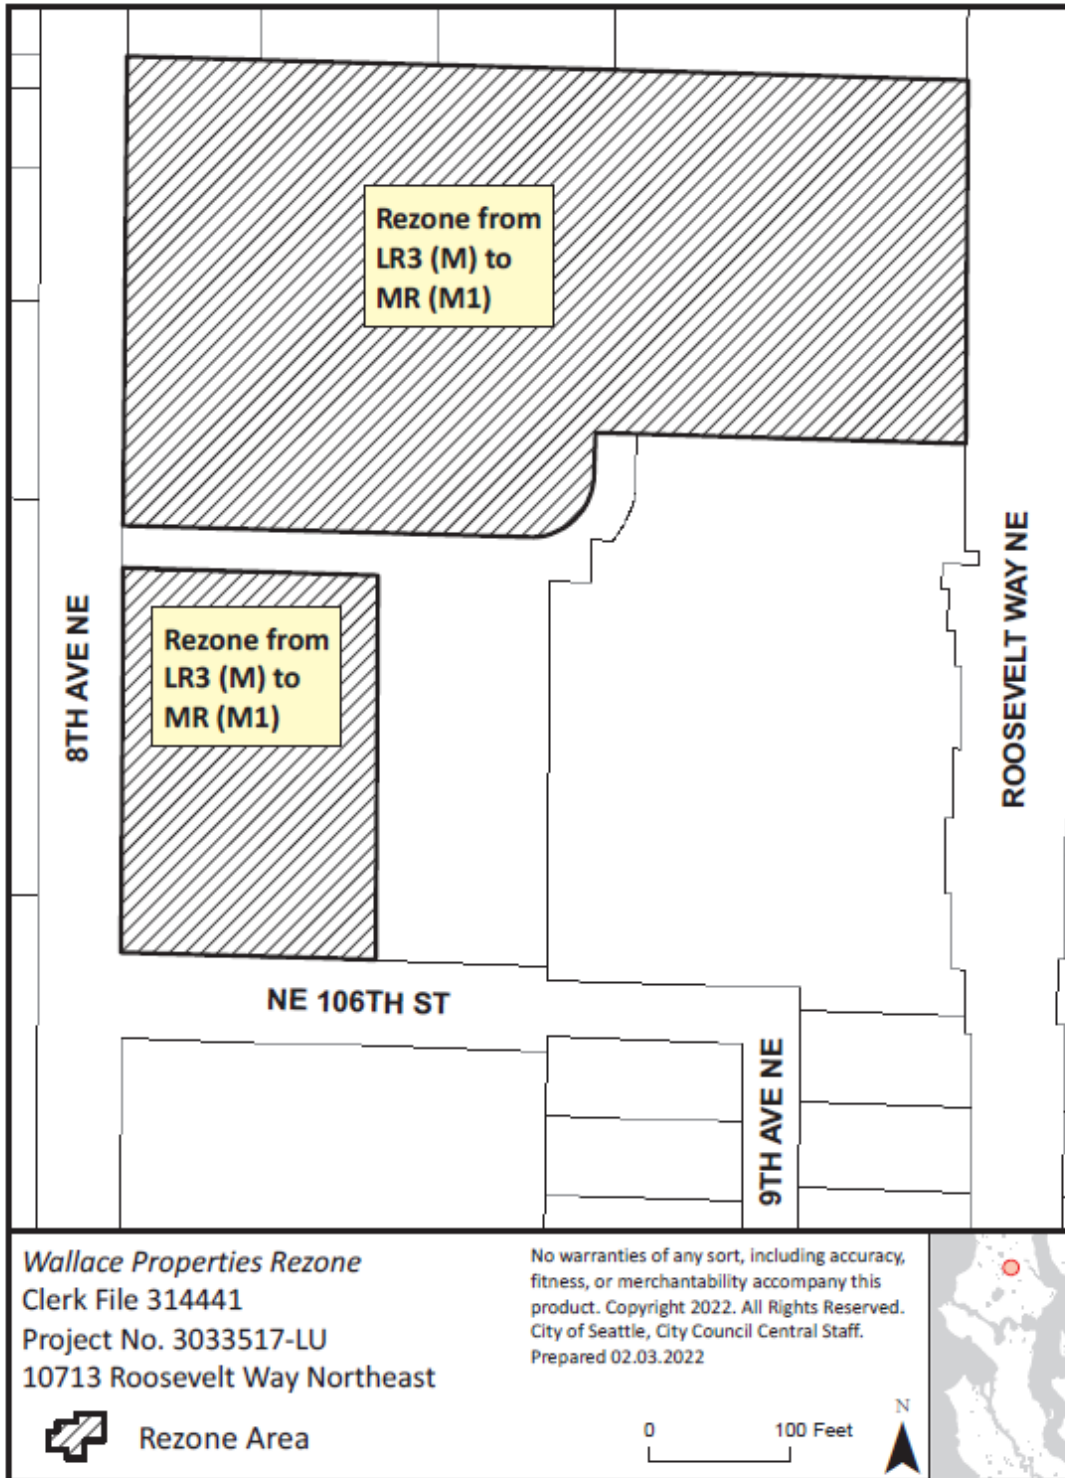 Rezone from
LR3 (M) to
MR (M1)
Rezone from
LR3 (M) to
MR (M1)
8TH AVE NE
ROOSEVELT WAY NE
NE 106TH ST
9TH AVE NE
Wallace Properties Rezone
Clerk File 314441
Project No. 3033517-LU
10713 Roosevelt Way Northeast
Rezone Area
No warranties of any sort, including accuracy,
fitness, or merchantability accompany this
product. Copyright 2022. All Rights Reserved.
City of Seattle, City Council Central Staff.
Prepared 02.03.2022
0 100 Feet
N